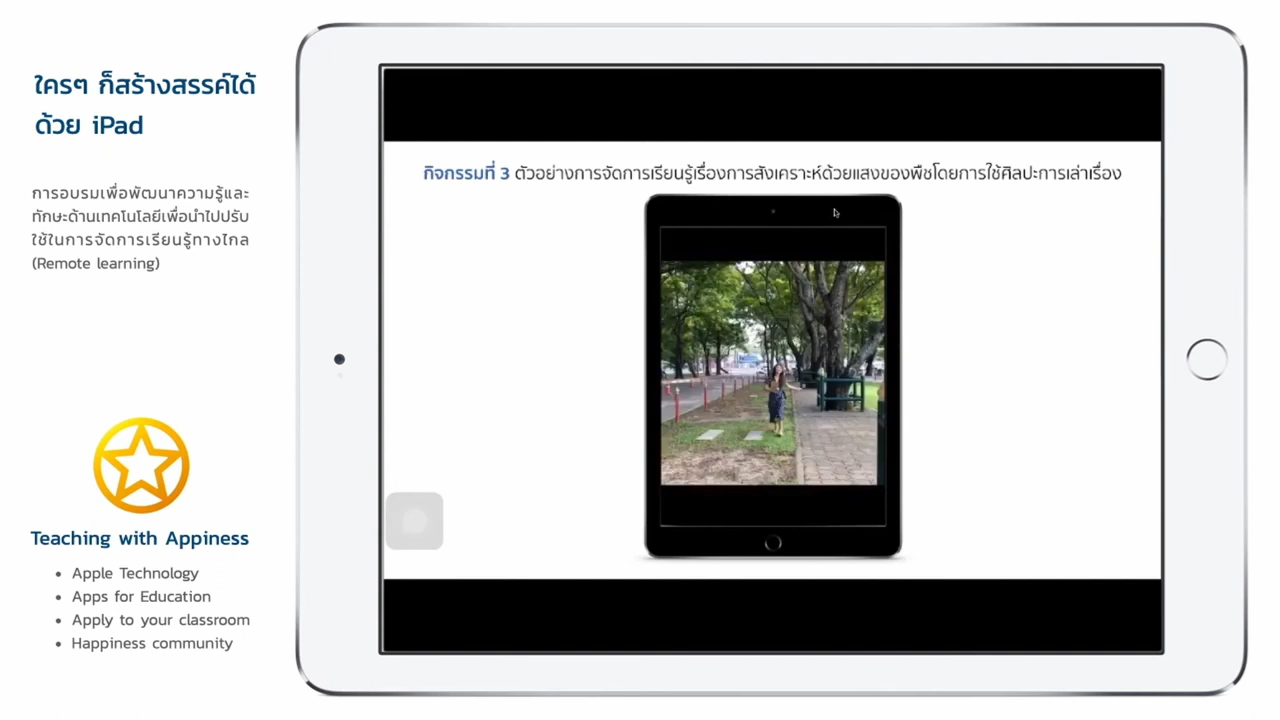 ใครๆ ก็สร้างสรรค์ได้
ด้วย iPad
การอบรมเพื่อพัฒนาความรู้และ
ทักษะด้านเทคโนโลยีเพื่อนำไปปรับ
ใช้ในการจัดการเรียนรู้ทางไกล
(Remote learning)
Teaching with Appiness
• Apple Technology
• Apps for Education
• Apply to your classroom
• Happiness community
กิจกรรมที่ 3 ตัวอย่างการจัดการเรียนรู้เรื่องการสังเคราะห์ด้วยแสงของพืชโดยการใช้ศิลปะการเล่าเรื่อง